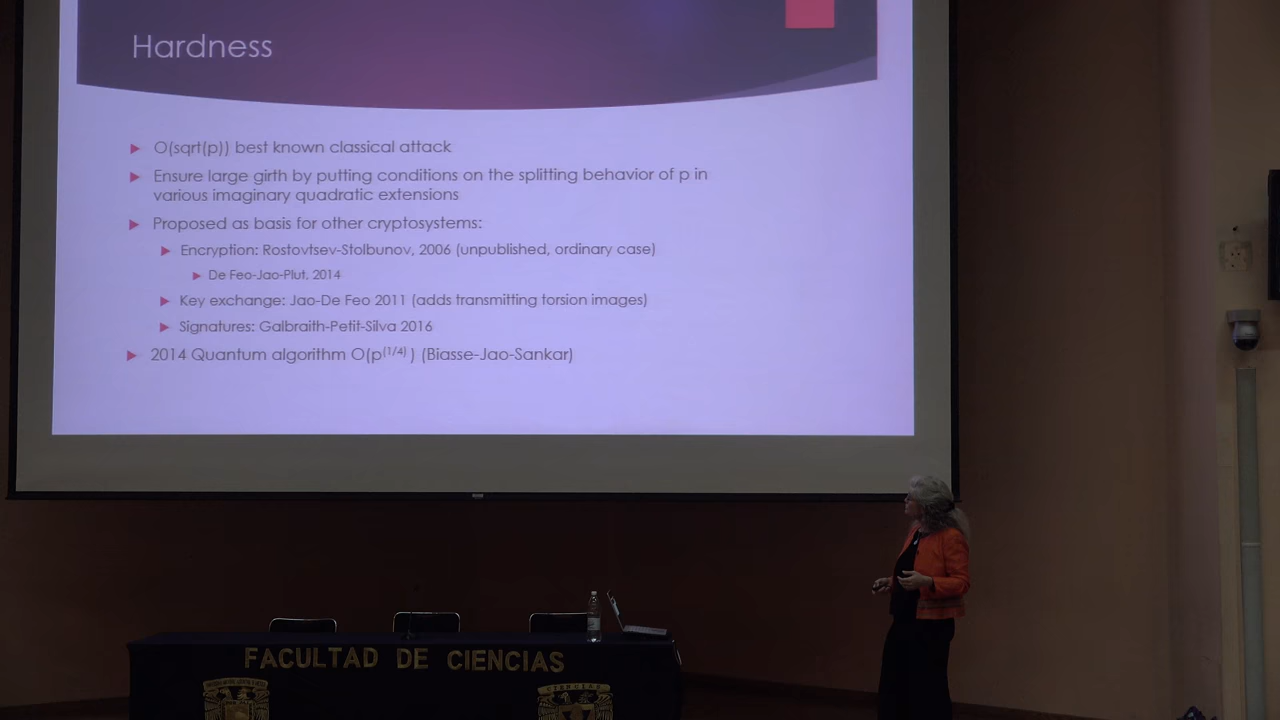 Hardness
O(sqrt(p)) best known classical attack
Ensure large girth by putting conditions on the splitting behavior of p in
various imaginary quadratic extensions
Proposed as basis for other cryptosystems:
Encryption: Rostovtsev-Stolbunov, 2006 (unpublished, ordinary case)
De Feo-Jao-Plut, 2014
Key exchange: Jao-De Feo 2011 (adds transmitting torsion images)
Signatures: Galbraith-Petit-Silva 2016
2014 Quantum algorithm O(p^(1/4) ) (Biasse-Jao-Sankar)
FACULTAD DE CIENCIAS
CIENCIAS